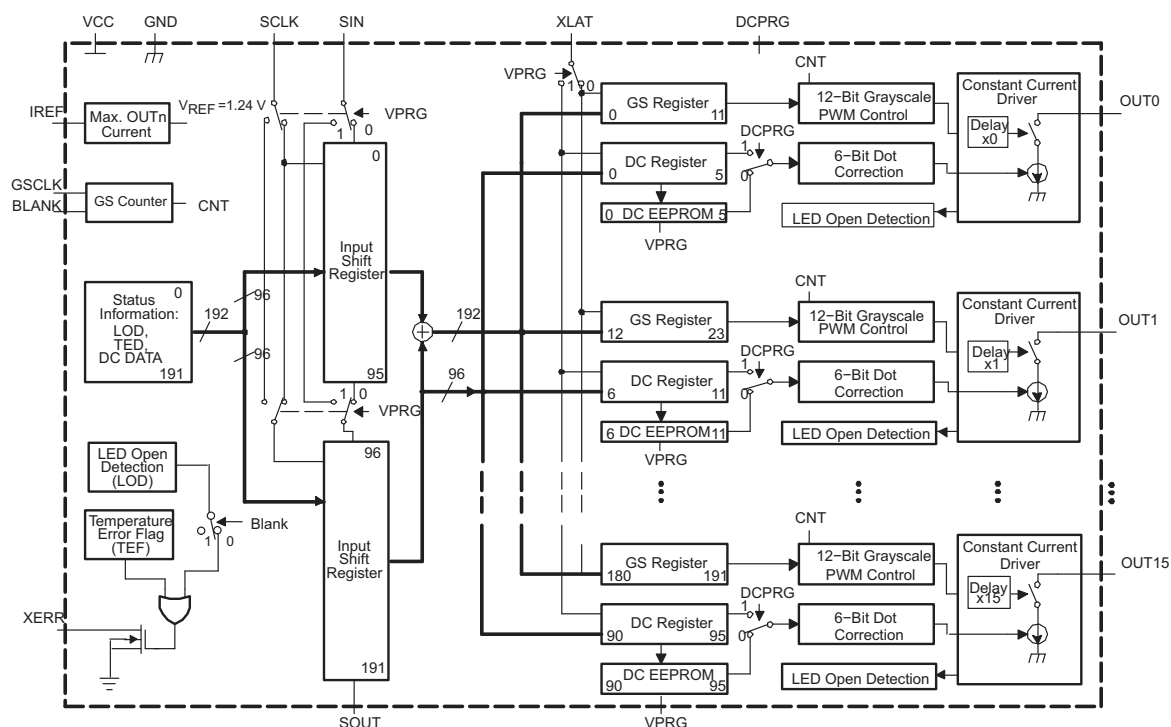 VCC
GND
SCLK
SIN
XLAT
DCPRG
IREF
Max. OUTn
Current
VREF =1.24 V
VPRG
1
0
GSCLK
BLANK
GS Counter
CNT
0
Status
Information:
LOD,
TED,
DC DATA
191
192
96
96
0
Input
Shift
Register
95
1
0
VPRG
96
Input
Shift
Register
191
SOUT
LED Open
Detection
(LOD)
Temperature
Error Flag
(TEF)
1
0
Blank
XERR
192
96
VPRG
1
0
GS Register
0
11
CNT
12−Bit Grayscale
PWM Control
Constant Current
Driver
Delay
x0
OUT0
DC Register
0
5
DCPRG
1
0
6−Bit Dot
Correction
0 DC EEPROM 5
VPRG
LED Open Detection
GS Register
12
23
CNT
12−Bit Grayscale
PWM Control
Constant Current
Driver
Delay
x1
OUT1
DC Register
6
11
DCPRG
1
0
6−Bit Dot
Correction
6 DC EEPROM 11
VPRG
LED Open Detection
GS Register
180
191
CNT
12−Bit Grayscale
PWM Control
Constant Current
Driver
Delay
x15
OUT15
DC Register
90
95
DCPRG
1
0
6−Bit Dot
Correction
DC EEPROM
90
95
VPRG
LED Open Detection